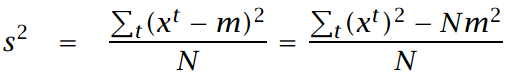 s² = ∑ₜ(xᵗ − m)² / N = ∑ₜ(xᵗ)² − Nm² / N